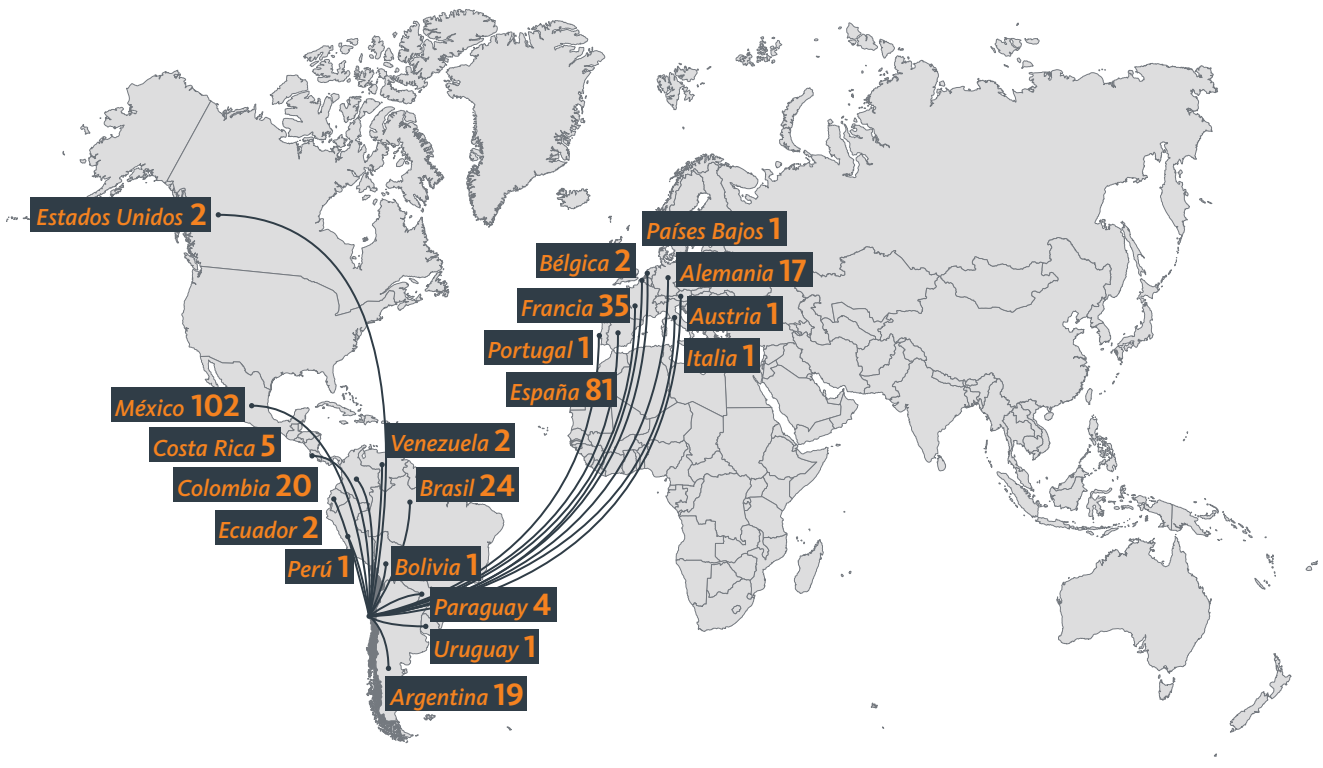 Estados Unidos 2
Países Bajos 1
Bélgica 2
Alemania 17
Francia 35
Austria 1
Portugal 1
Italia 1
España 81
México 102
Costa Rica 5
Venezuela 2
Colombia 20
Brasil 24
Ecuador 2
Perú 1
Bolivia 1
Paraguay 4
Uruguay 1
Argentina 19